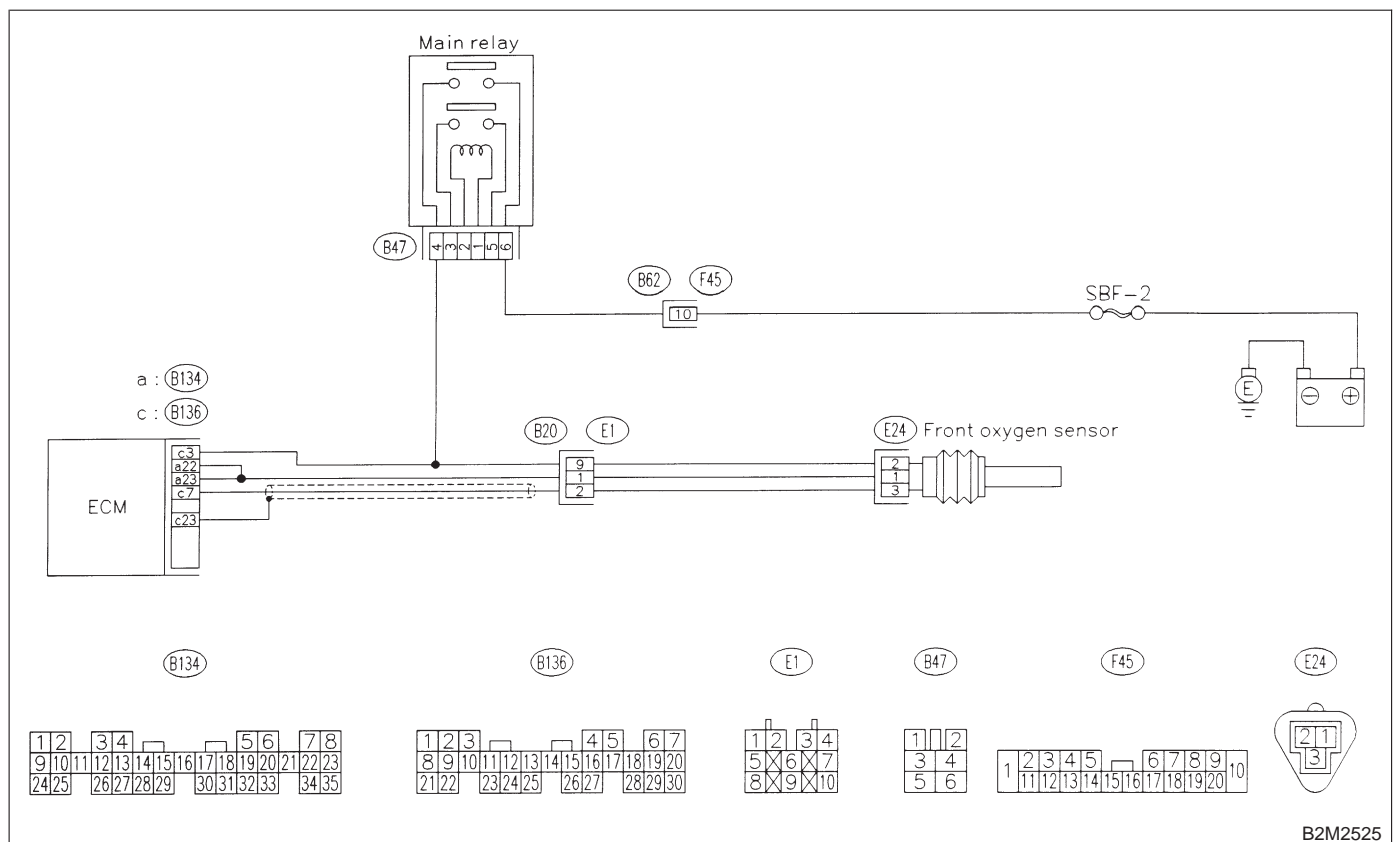 Main relay
B47
4 3 2 1 5 6
B62 F45
10
SBF-2
E
a : B134
c : B136
ECM
c3
a22
a23
c7
c23
B20 E1
9
1
2
E24 Front oxygen sensor
2
1
3
B134 B136 E1 B47 F45 E24
1 2 3 4 5 6 7 8
9 10 11 12 13 14 15 16 17 18 19 20 21 22 23
24 25 26 27 28 29 30 31 32 33 34 35
1 2 3 4 5 6 7
8 9 10 11 12 13 14 15 16 17 18 19 20
21 22 23 24 25 26 27 28 29 30
1 2 3 4
5 6 7
8 9 10
1 2
3 4
5 6
1 2 3 4 5 6 7 8 9 10
11 12 13 14 15 16 17 18 19 20
2 1
3
B2M2525